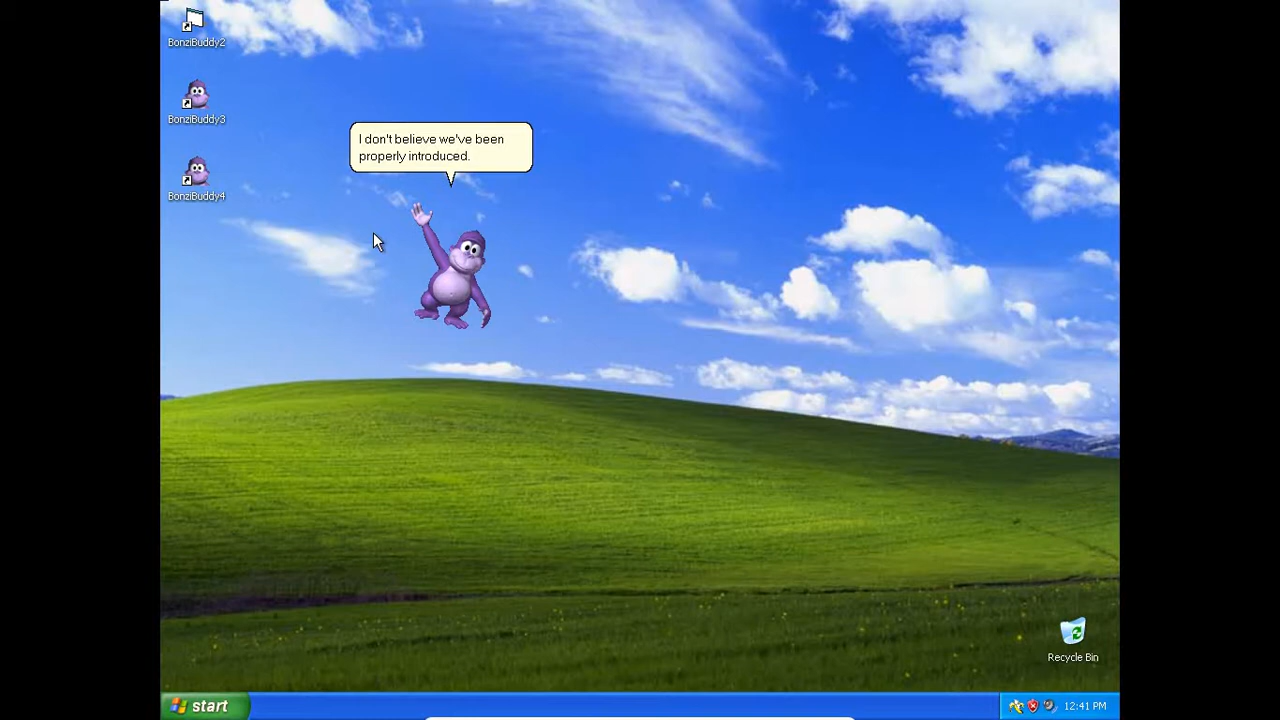 BonziBuddy2
BonziBuddy3
BonziBuddy4
I don't believe we've been
properly introduced.
Recycle Bin
start
12:41 PM